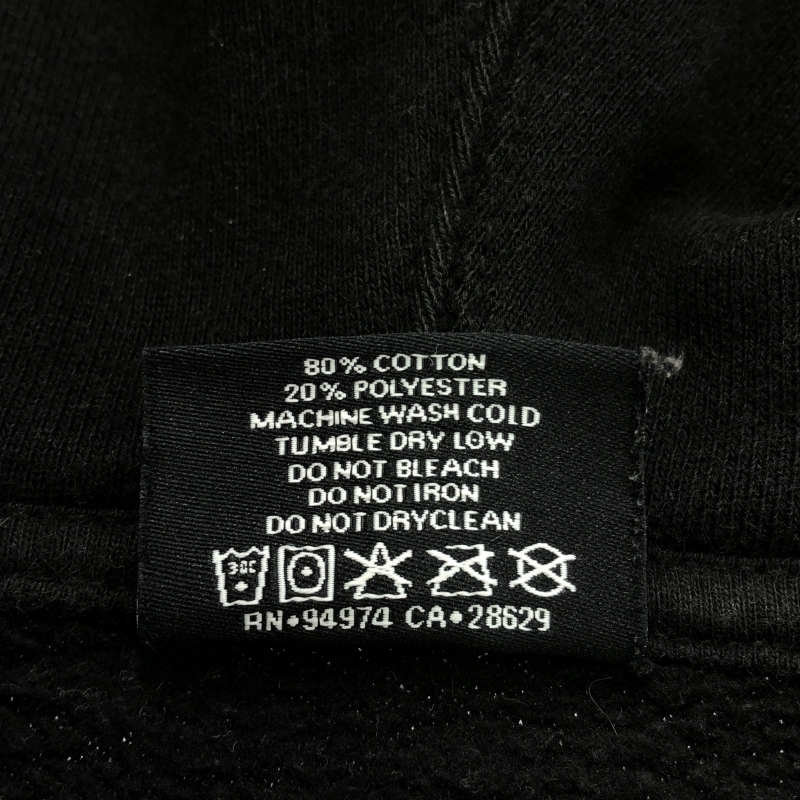 80% COTTON
20% POLYESTER
MACHINE WASH COLD
TUMBLE DRY LOW
DO NOT BLEACH
DO NOT IRON
DO NOT DRYCLEAN
30C
RN•94974 CA•28629